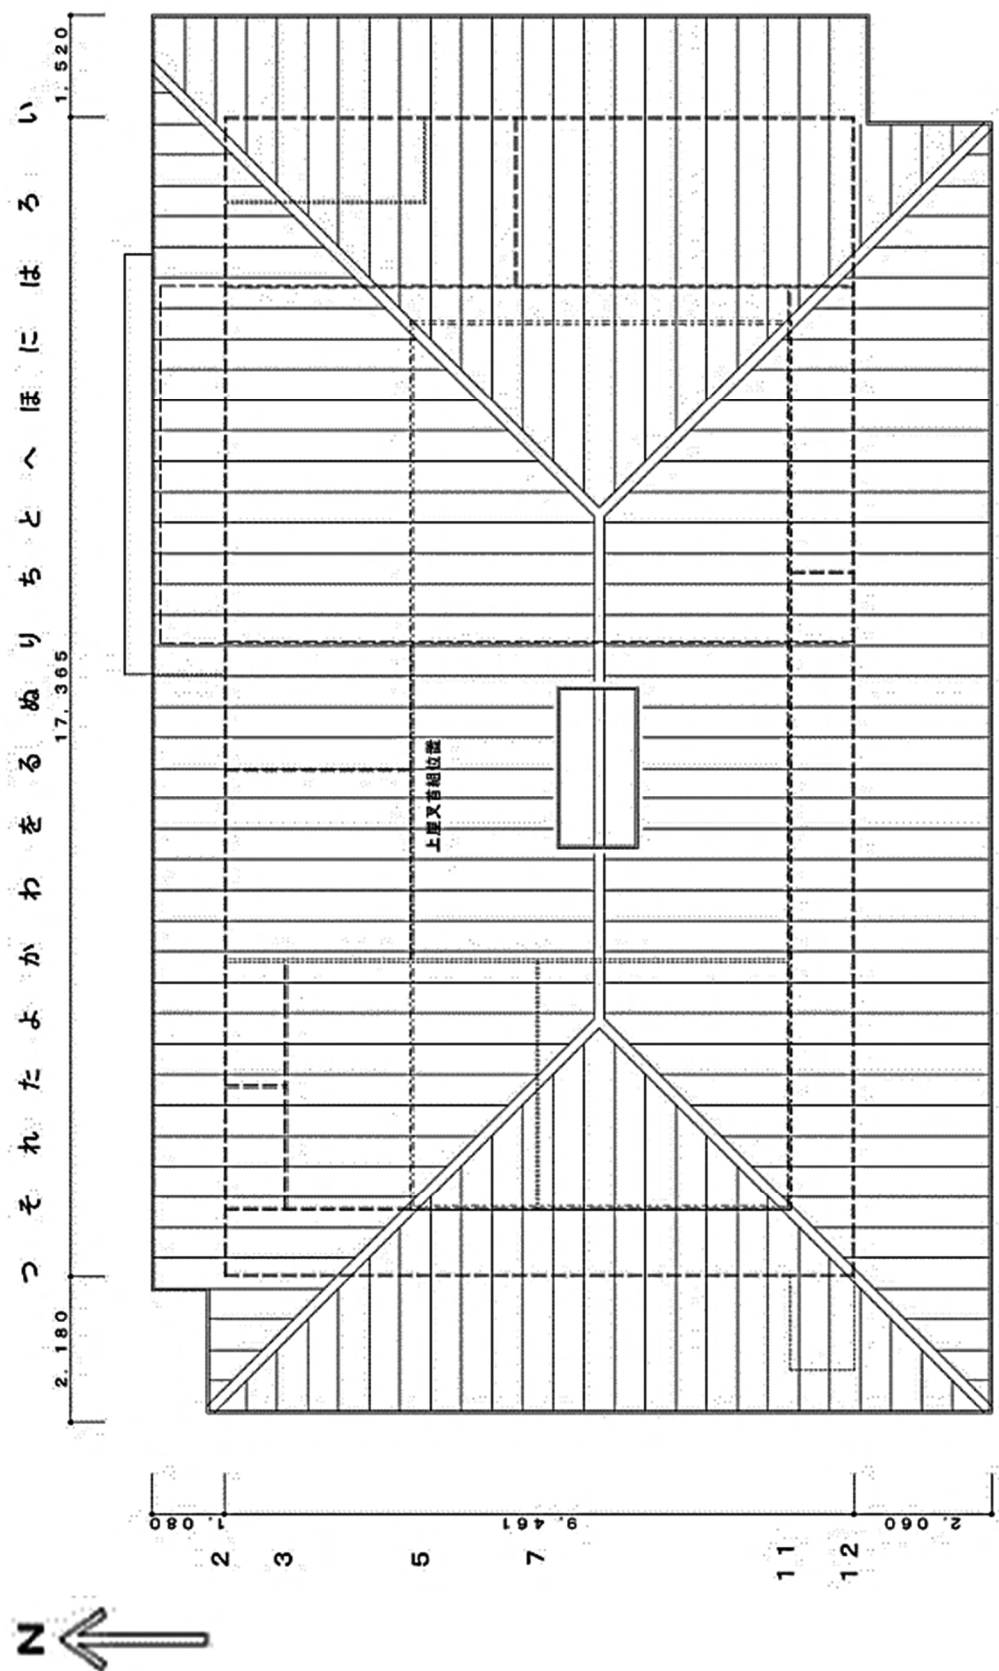 い ろ は に ほ へ と ち り ぬ る を わ か よ た れ そ つ
1,520
17,365
2,180
上屋叉首組位置
1,080
9,461
2,060
2 3 5 7 11 12
N